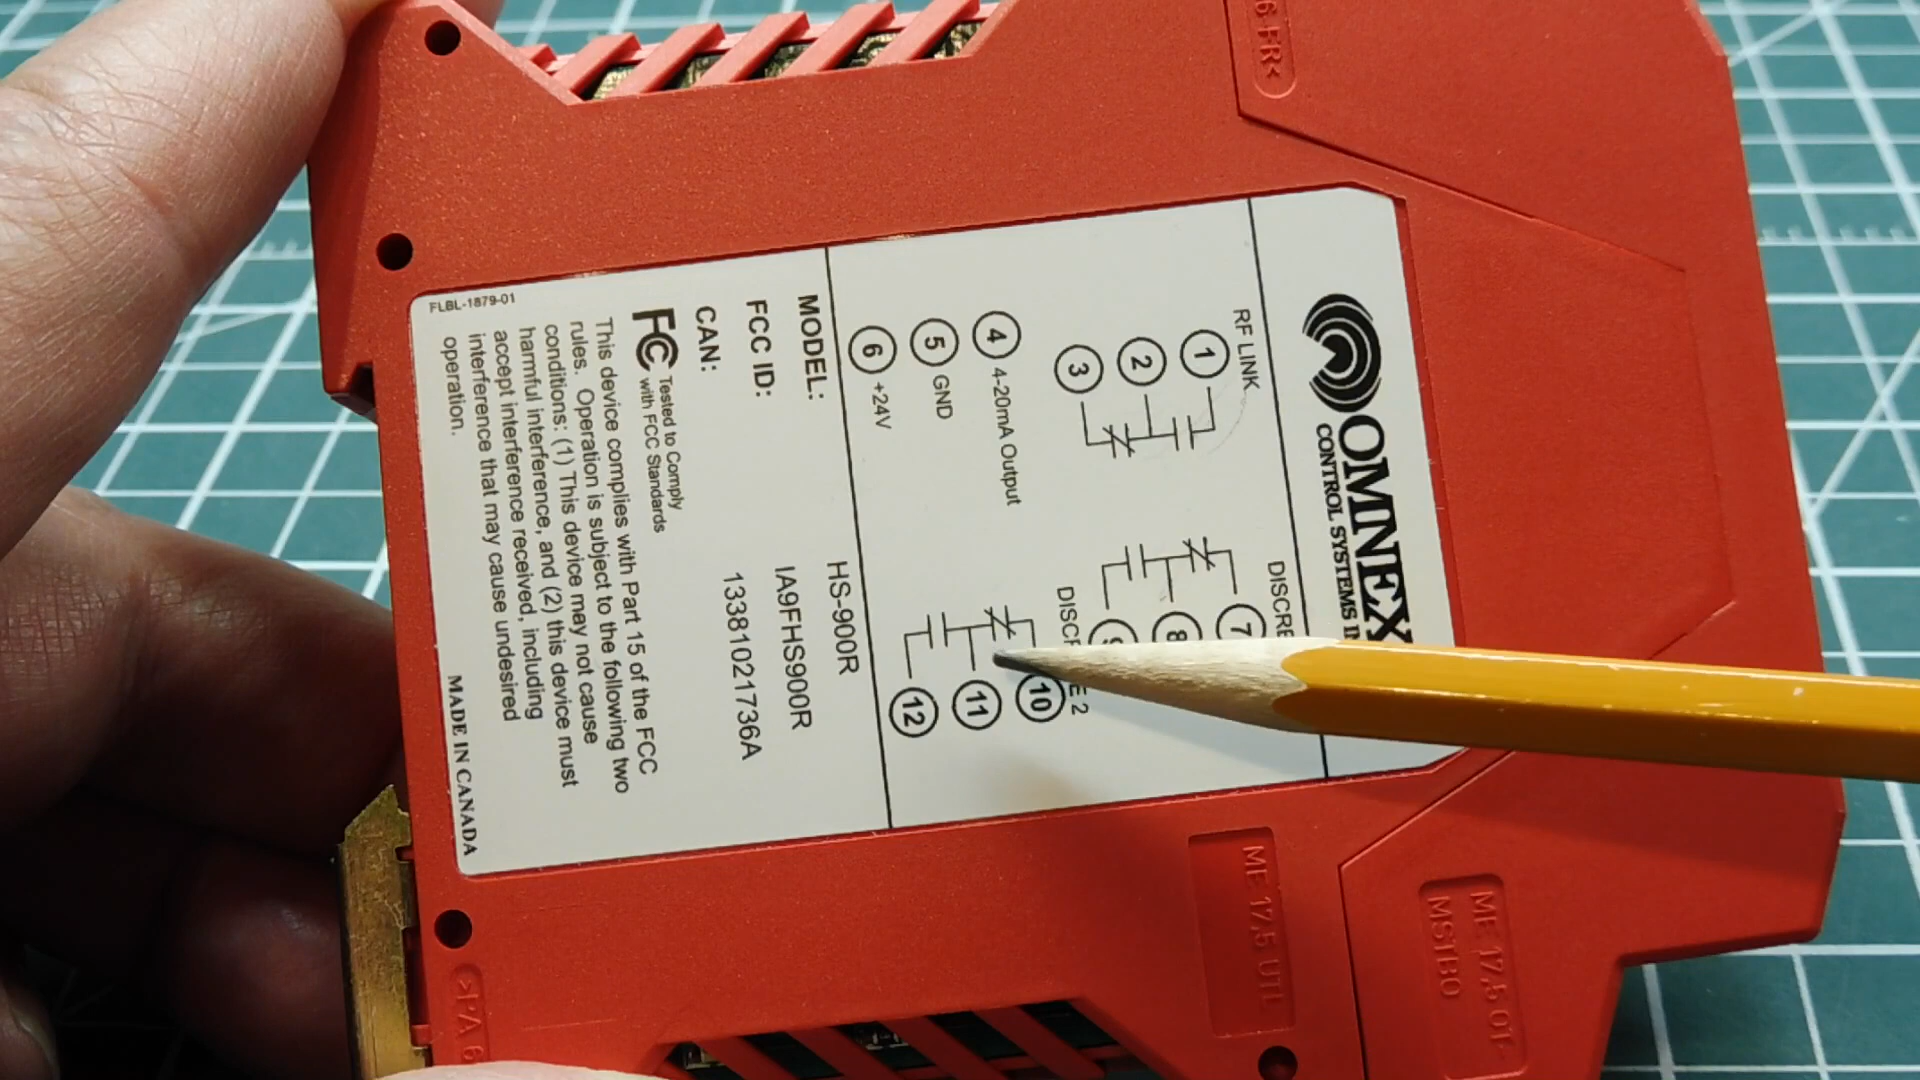 OMNEX
CONTROL SYSTEMS
RF LINK
1
2
3
7
8
10
11
12
4 4-20mA Output
5 GND
6 +24V
MODEL: HS-900R
FCC ID: IA9FHS900R
CAN: 13381021736A
FC Tested to Comply
with FCC Standards
This device complies with Part 15 of the FCC
rules. Operation is subject to the following two
conditions: (1) This device may not cause
harmful interference, and (2) this device must
accept interference received, including
interference that may cause undesired
operation.
FLBL-1879-01
MADE IN CANADA
ME 17,5 UTL
ME 17,5 OT-
MSTBO